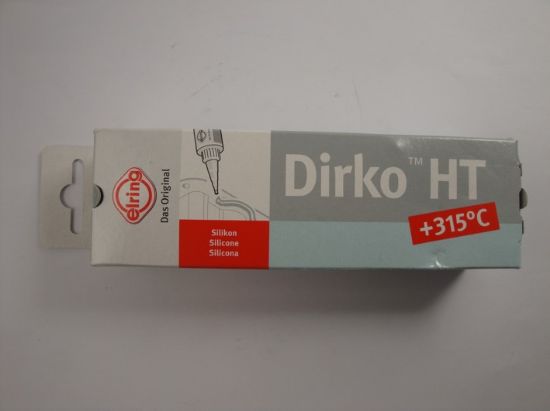 elring
Das Original
Silikon
Silicone
Silicona
Dirko™ HT
+315°C